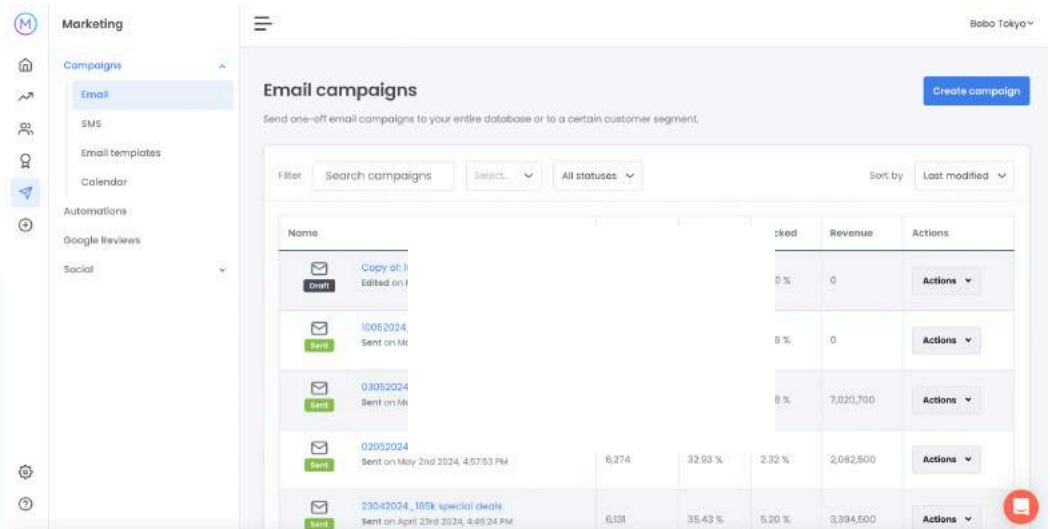 M Marketing
Bobo Tokyo
Campaigns
Email
SMS
Email templates
Calendar
Automations
Google Reviews
Social
Email campaigns
Create campaign
Send one-off email campaigns to your entire database or to a certain customer segment.
Filter Search campaigns Select... All statuses Sort by Last modified
Name cked Revenue Actions
Copy of: 0 % 0 Actions
Draft Edited on
10052024_ 8 % 0 Actions
Sent Sent on Mc
03052024 8 % 7,020,700 Actions
Sent Sent on Mc
02052024 6,274 32.93 % 2.32 % 2,062,500 Actions
Sent Sent on May 2nd 2024, 4:57:53 PM
23042024_185k special deals 6,131 35.43 % 5.20 % 3,394,500 Actions
Sent Sent on April 23rd 2024, 4:46:24 PM